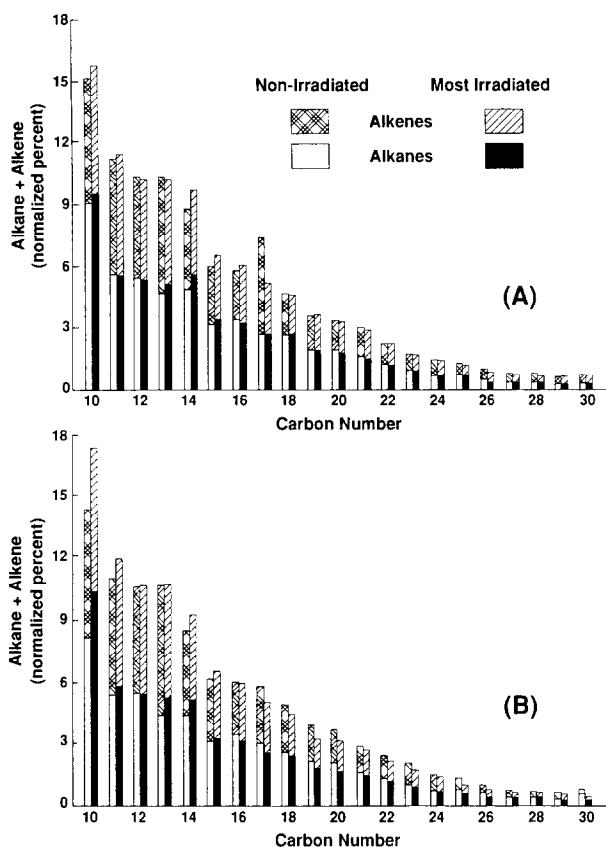 18
15
12
9
6
3
0
Alkane + Alkene
(normalized percent)
Non-Irradiated Most Irradiated
Alkenes
Alkanes
(A)
10 12 14 16 18 20 22 24 26 28 30
Carbon Number
18
15
12
9
6
3
0
Alkane + Alkene
(normalized percent)
(B)
10 12 14 16 18 20 22 24 26 28 30
Carbon Number